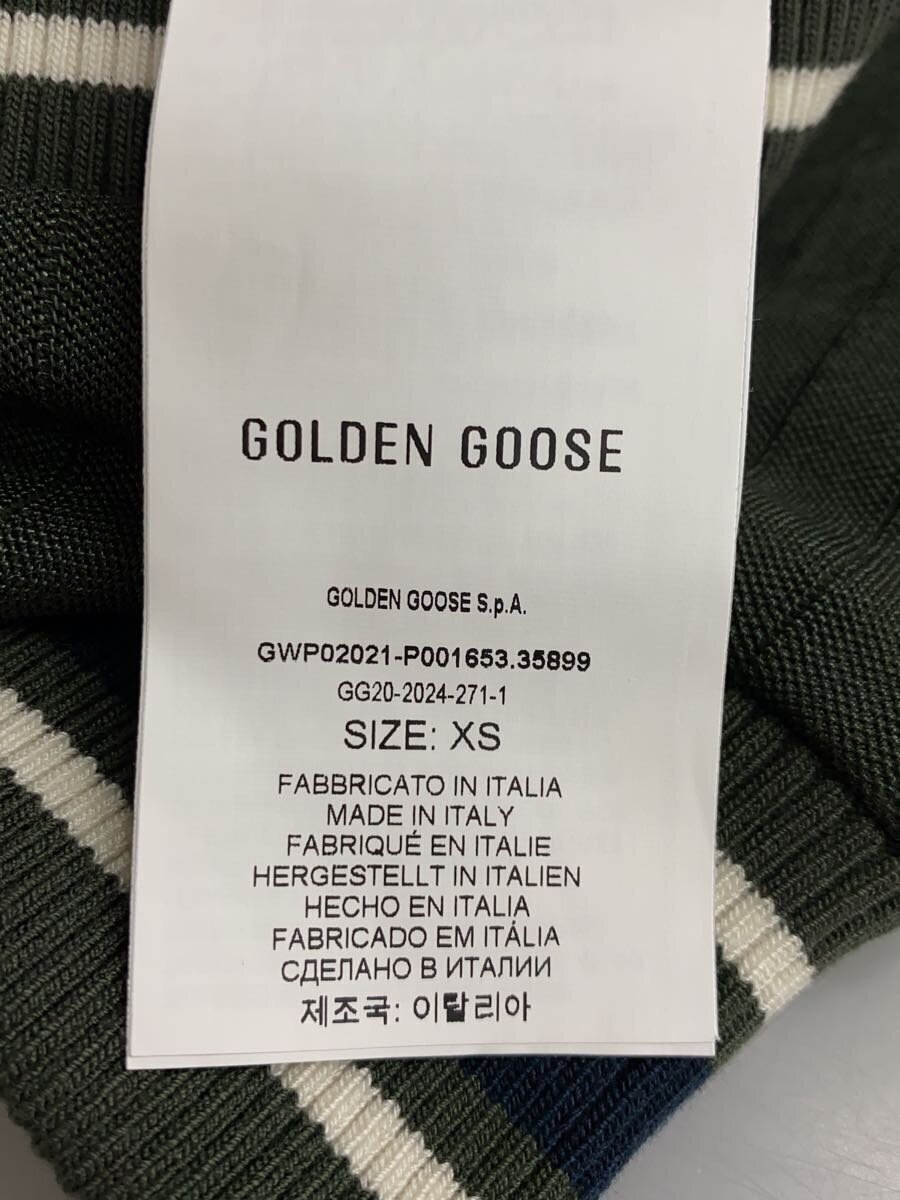 GOLDEN GOOSE
GOLDEN GOOSE S.p.A.
GWP02021-P001653.35899
GG20-2024-271-1
SIZE: XS
FABBRICATO IN ITALIA
MADE IN ITALY
FABRIQUÉ EN ITALIE
HERGESTELLT IN ITALIEN
HECHO EN ITALIA
FABRICADO EM ITÁLIA
СДЕЛАНО В ИТАЛИИ
제조국: 이탈리아